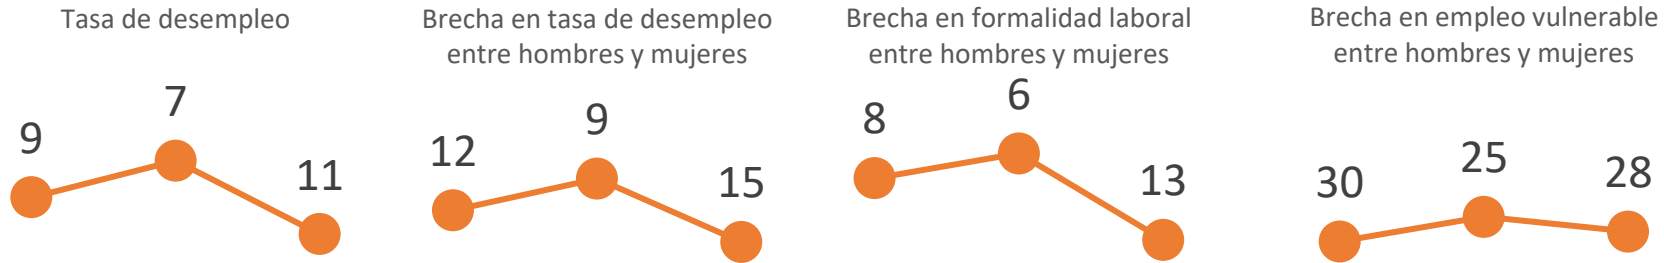 Tasa de desempleo
9
7
11
Brecha en tasa de desempleo
entre hombres y mujeres
12
9
15
Brecha en formalidad laboral
entre hombres y mujeres
8
6
13
Brecha en empleo vulnerable
entre hombres y mujeres
30
25
28